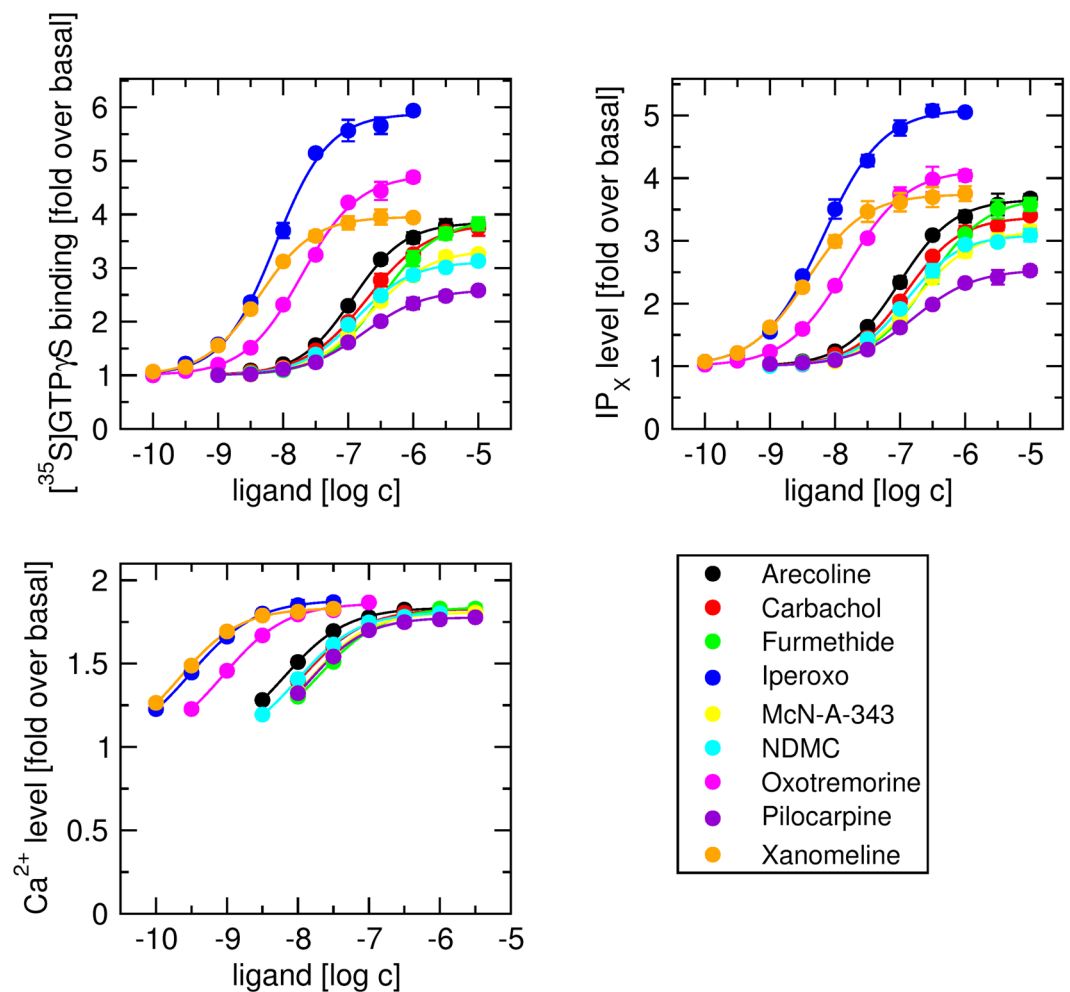 [³⁵S]GTPγS binding [fold over basal]
6
5
4
3
2
1
0
-10 -9 -8 -7 -6 -5
ligand [log c]
IPₓ level [fold over basal]
5
4
3
2
1
0
-10 -9 -8 -7 -6 -5
ligand [log c]
Ca²⁺ level [fold over basal]
2
1.5
1
0.5
0
-10 -9 -8 -7 -6 -5
ligand [log c]
Arecoline
Carbachol
Furmethide
Iperoxo
McN-A-343
NDMC
Oxotremorine
Pilocarpine
Xanomeline